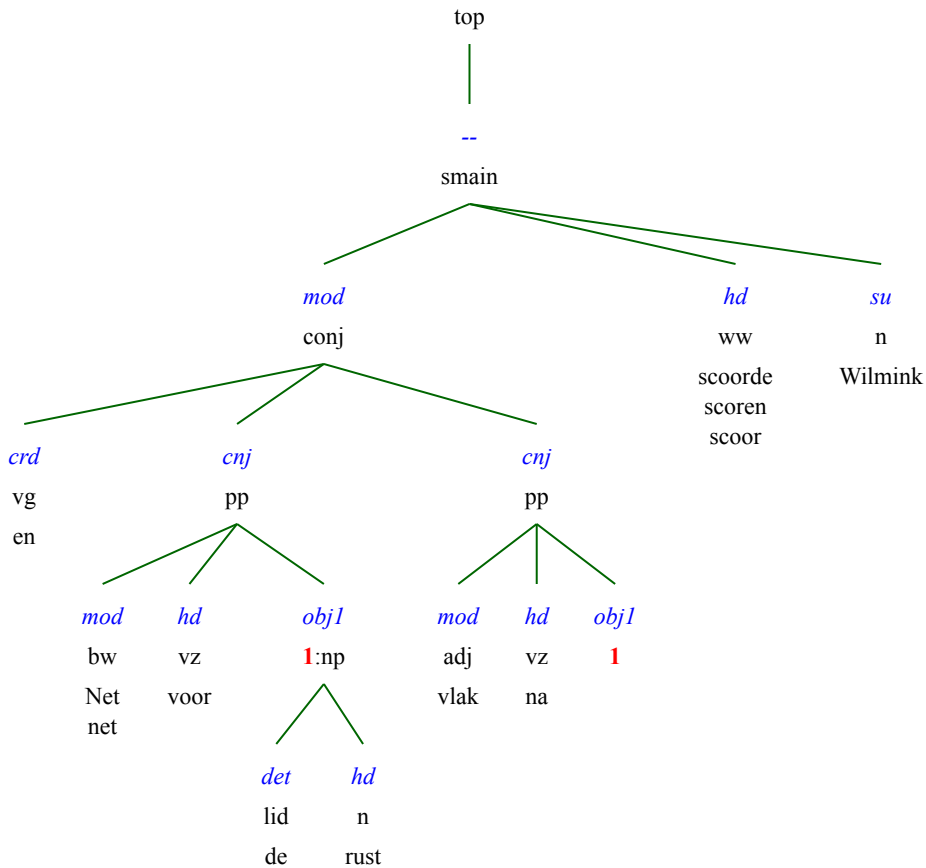 top
--
smain
mod hd su
conj ww n
scoorde Wilmink
scoren
scoor
crd cnj cnj
vg pp pp
en
mod hd obj1 mod hd obj1
bw vz 1:np adj vz 1
Net voor vlak na
net
det hd
lid n
de rust